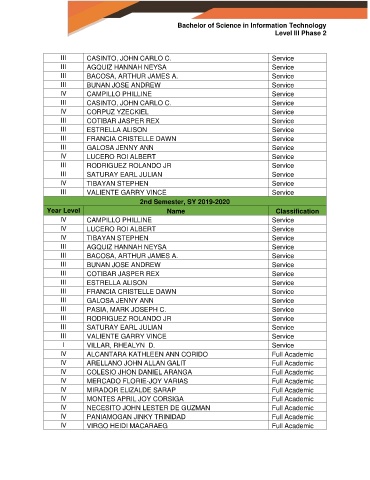 Bachelor of Science in Information Technology
Level III Phase 2
III CASINTO, JOHN CARLO C. Service
III AGQUIZ HANNAH NEYSA Service
III BACOSA, ARTHUR JAMES A. Service
III BUNAN JOSE ANDREW Service
IV CAMPILLO PHILLINE Service
III CASINTO, JOHN CARLO C. Service
IV CORPUZ YZECKIEL Service
III COTIBAR JASPER REX Service
III ESTRELLA ALISON Service
III FRANCIA CRISTELLE DAWN Service
III GALOSA JENNY ANN Service
IV LUCERO ROI ALBERT Service
III RODRIGUEZ ROLANDO JR Service
III SATURAY EARL JULIAN Service
IV TIBAYAN STEPHEN Service
III VALIENTE GARRY VINCE Service
2nd Semester, SY 2019-2020
Year Level Name Classification
IV CAMPILLO PHILLINE Service
IV LUCERO ROI ALBERT Service
IV TIBAYAN STEPHEN Service
III AGQUIZ HANNAH NEYSA Service
III BACOSA, ARTHUR JAMES A. Service
III BUNAN JOSE ANDREW Service
III COTIBAR JASPER REX Service
III ESTRELLA ALISON Service
III FRANCIA CRISTELLE DAWN Service
III GALOSA JENNY ANN Service
III PASIA, MARK JOSEPH C. Service
III RODRIGUEZ ROLANDO JR Service
III SATURAY EARL JULIAN Service
III VALIENTE GARRY VINCE Service
I VILLAR, RHEALYN D. Service
IV ALCANTARA KATHLEEN ANN CORIDO Full Academic
IV ARELLANO JOHN ALLAN GALIT Full Academic
IV COLESIO JHON DANIEL ARANGA Full Academic
IV MERCADO FLORIE-JOY VARIAS Full Academic
IV MIRADOR ELIZALDE SARAP Full Academic
IV MONTES APRIL JOY CORSIGA Full Academic
IV NECESITO JOHN LESTER DE GUZMAN Full Academic
IV PANIAMOGAN JINKY TRINIDAD Full Academic
IV VIRGO HEIDI MACARAEG Full Academic